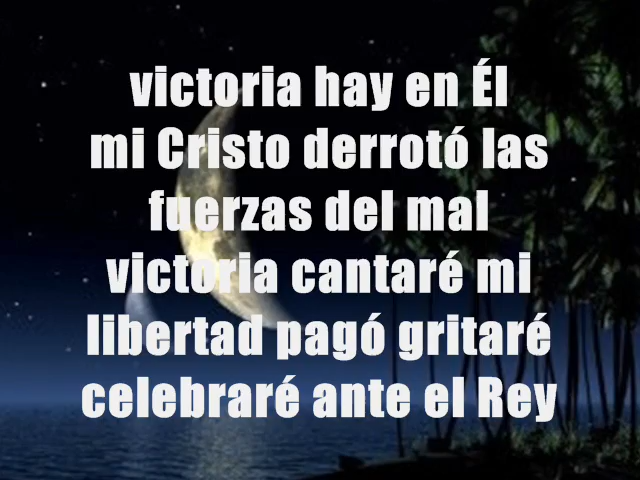 victoria hay en Él
mi Cristo derrotó las
fuerzas del mal
victoria cantaré mi
libertad pagó gritaré
celebraré ante el Rey